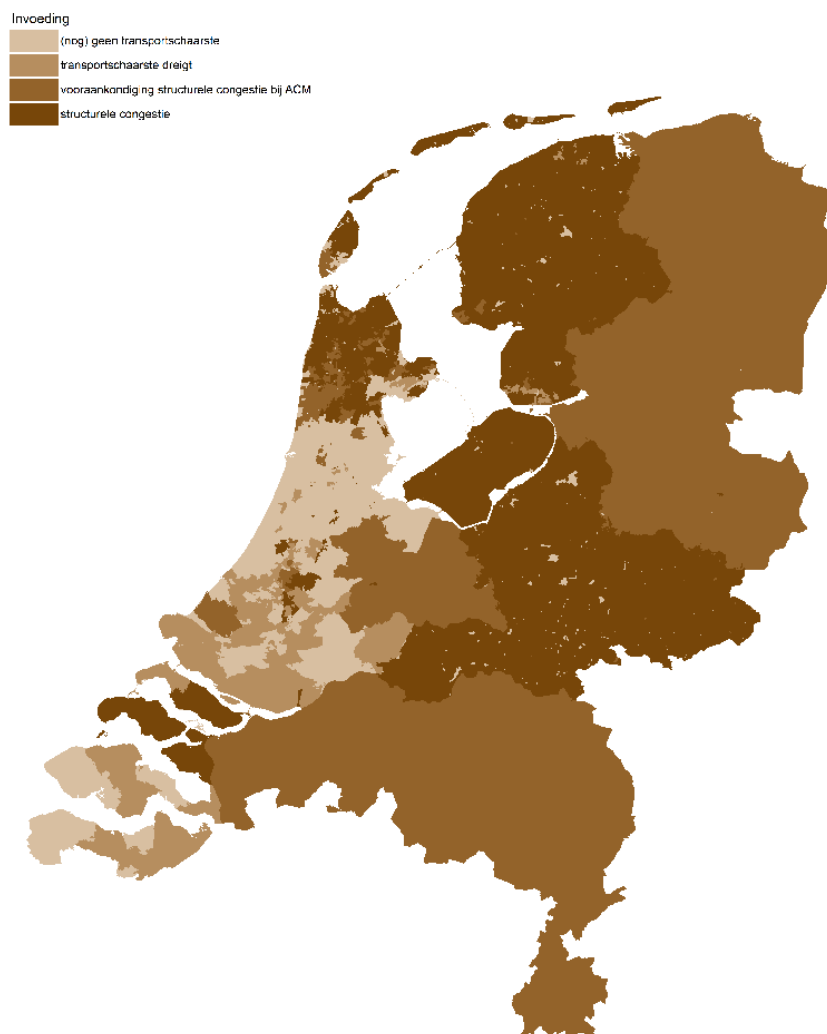 Invoeding
(nog) geen transportschaarste
transportschaarste dreigt
vooraankondiging structurele congestie bij ACM
structurele congestie